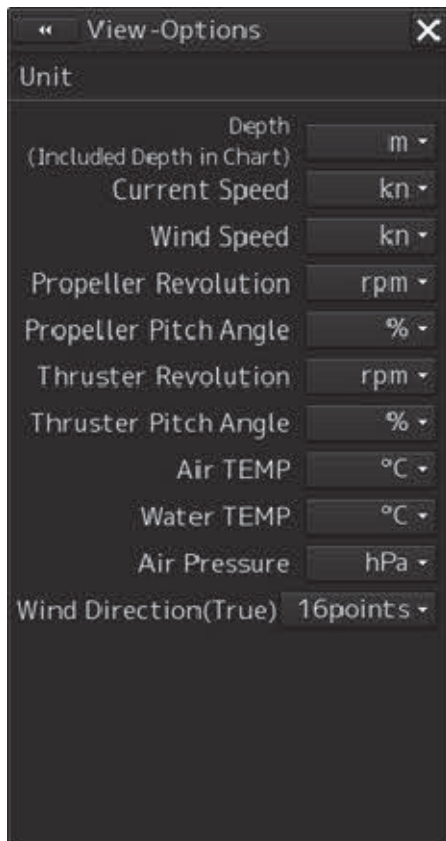 View-Options
Unit
Depth
(Included Depth in Chart) m
Current Speed kn
Wind Speed kn
Propeller Revolution rpm
Propeller Pitch Angle %
Thruster Revolution rpm
Thruster Pitch Angle %
Air TEMP °C
Water TEMP °C
Air Pressure hPa
Wind Direction(True) 16points